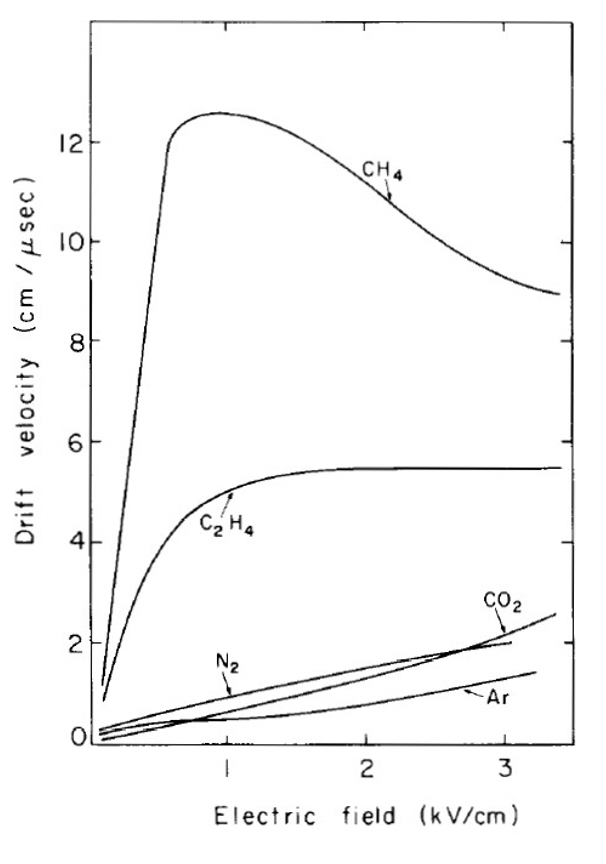 12
10
8
6
4
2
0
Drift velocity (cm / μsec)
CH₄
C₂H₄
CO₂
N₂
Ar
1 2 3
Electric field (kV/cm)